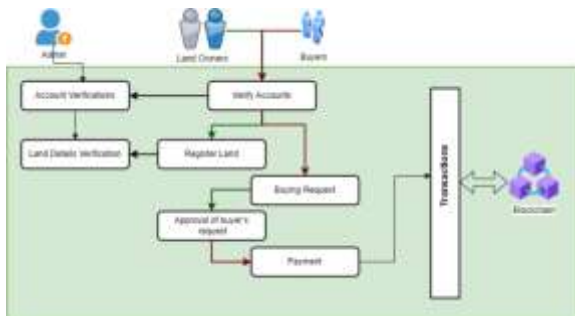 Admin
Land Owners
Buyers
Account Verifications
Verify Accounts
Land Details Verification
Register Land
Buying Request
Approval of buyer's
request
Payment
Transactions
Blockchain